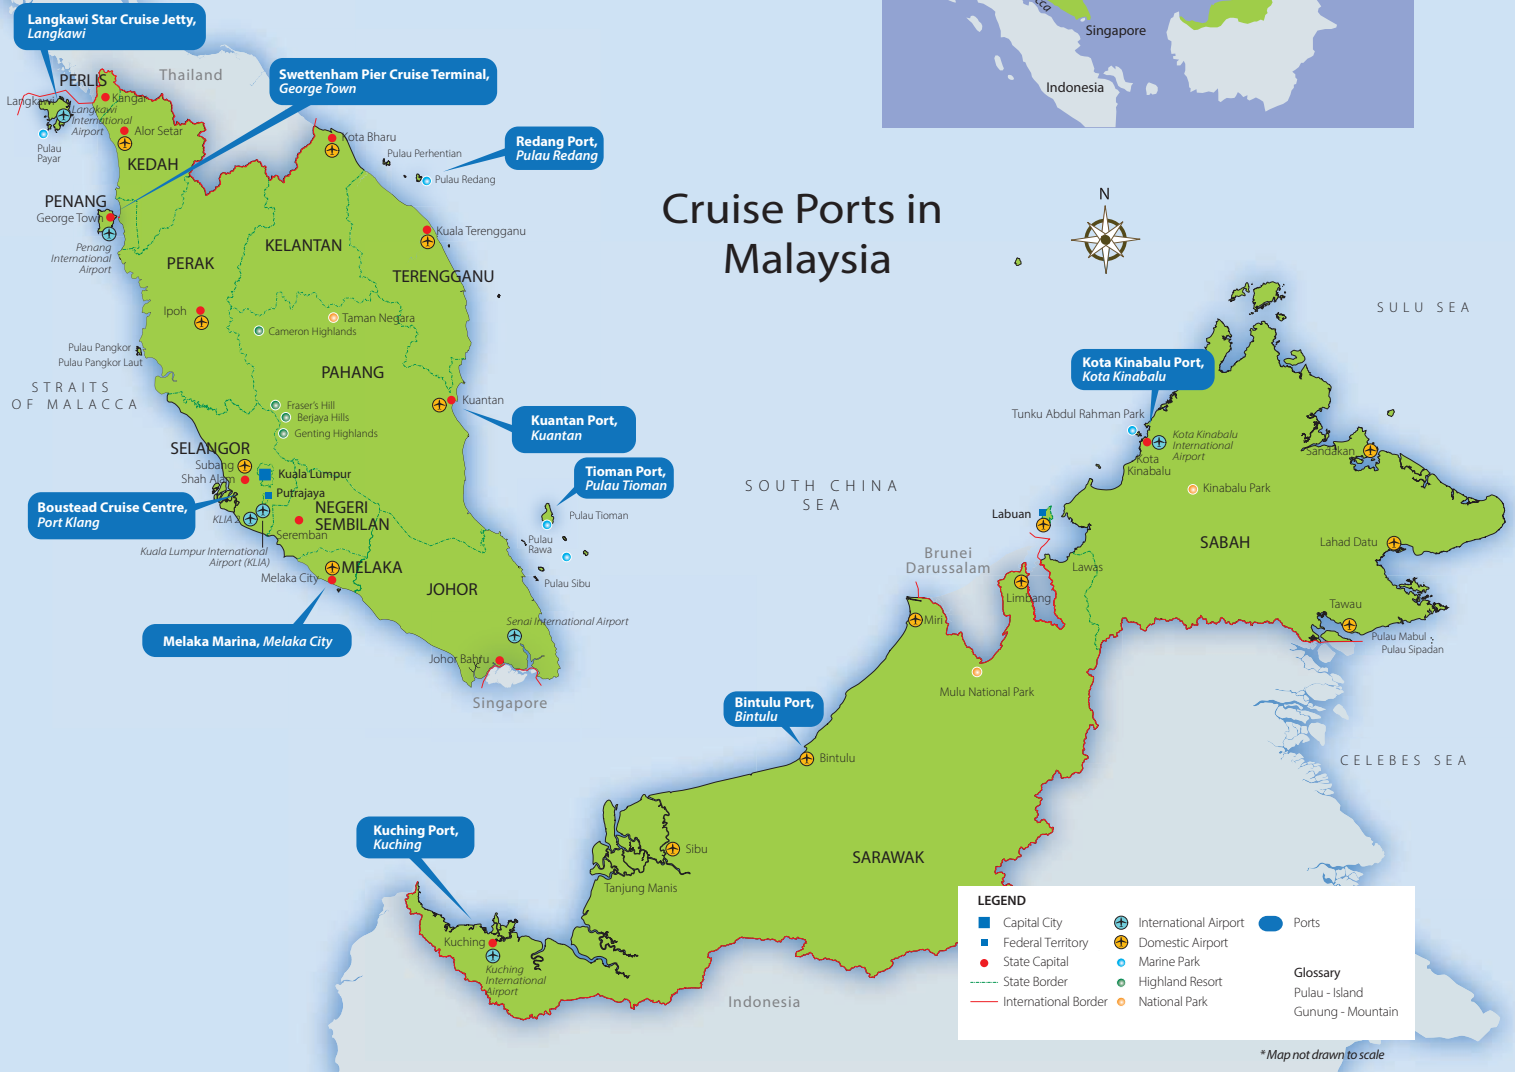 Langkawi Star Cruise Jetty,
Langkawi
Singapore
Indonesia
Thailand
Swettenham Pier Cruise Terminal,
George Town
PERLIS
Langkawi
Kangar
Langkawi
International
Airport
Alor Setar
Pulau
Payar
KEDAH
Kota Bharu
Pulau Perhentian
Redang Port,
Pulau Redang
Pulau Redang
Cruise Ports in
Malaysia
N
PENANG
George Town
Penang
International
Airport
KELANTAN
PERAK
Kuala Terengganu
TERENGGANU
Ipoh
Taman Negara
Cameron Highlands
SULU SEA
Pulau Pangkor
Pulau Pangkor Laut
STRAITS
OF MALACCA
PAHANG
Kuantan
Kuantan Port,
Kuantan
Fraser's Hill
Berjaya Hills
Genting Highlands
Kota Kinabalu Port,
Kota Kinabalu
Tunku Abdul Rahman Park
Kota Kinabalu
International
Airport
Kota
Kinabalu
Sandakan
Kinabalu Park
SELANGOR
Subang
Shah Alam
Kuala Lumpur
Putrajaya
Tioman Port,
Pulau Tioman
SOUTH CHINA
SEA
Boustead Cruise Centre,
Port Klang
KLIA 2
NEGERI
SEMBILAN
Seremban
Pulau Tioman
Pulau
Rawa
Pulau Sibu
Labuan
SABAH
Lahad Datu
Kuala Lumpur International
Airport (KLIA)
MELAKA
Melaka City
JOHOR
Brunei
Darussalam
Lawas
Limbang
Tawau
Melaka Marina, Melaka City
Senai International Airport
Miri
Pulau Mabul
Pulau Sipadan
Johor Bahru
Singapore
Mulu National Park
Bintulu Port,
Bintulu
Bintulu
CELEBES SEA
Kuching Port,
Kuching
Sibu
SARAWAK
Tanjung Manis
Kuching
Kuching
International
Airport
Indonesia
LEGEND
Capital City
Federal Territory
State Capital
State Border
International Border
International Airport
Domestic Airport
Marine Park
Highland Resort
National Park
Ports
Glossary
Pulau - Island
Gunung - Mountain
* Map not drawn to scale